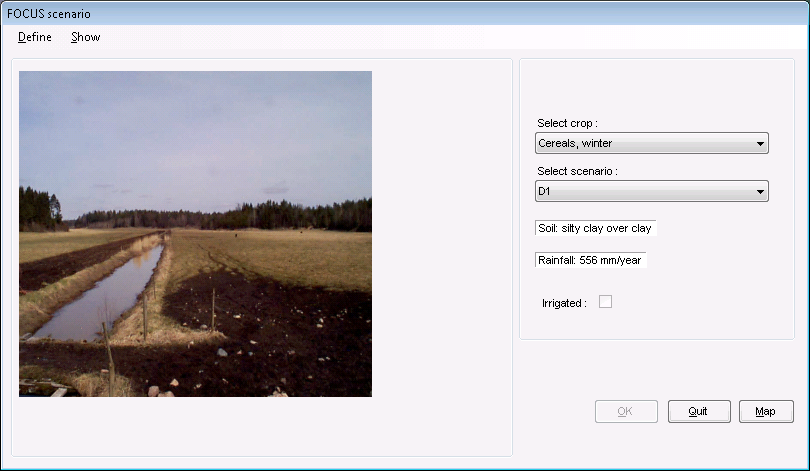 FOCUS scenario
Define Show
Select crop :
Cereals, winter
Select scenario :
D1
Soil: silty clay over clay
Rainfall: 556 mm/year
Irrigated :
OK Quit Map